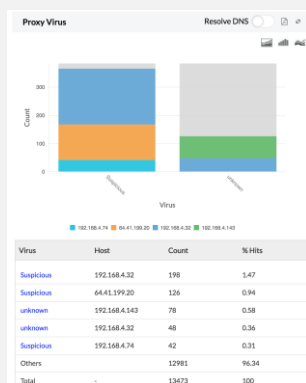 Proxy Virus Resolve DNS
300
200
100
0
Count
Suspicious unknown
Virus
192.168.4.74 64.41.199.20 192.168.4.32 192.168.4.143
Virus Host Count % Hits
Suspicious 192.168.4.32 198 1.47
Suspicious 64.41.199.20 126 0.94
unknown 192.168.4.143 78 0.58
unknown 192.168.4.32 48 0.36
Suspicious 192.168.4.74 42 0.31
Others 12981 96.34
Total - 13473 100